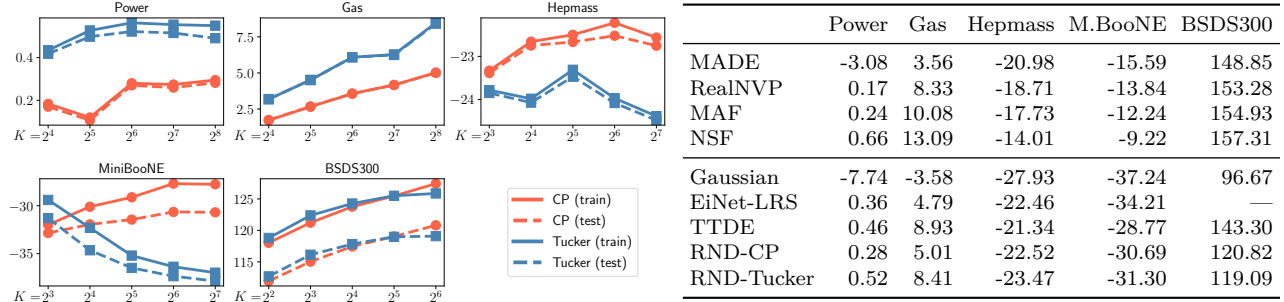 Power
0.4
0.2
K = 2^4 2^5 2^6 2^7 2^8
Gas
7.5
5.0
2.5
2^4 2^5 2^6 2^7 2^8
Hepmass
−23
−24
K = 2^3 2^4 2^5 2^6 2^7
MiniBooNE
−30
−35
K = 2^3 2^4 2^5 2^6 2^7
BSDS300
125
120
115
K = 2^2 2^3 2^4 2^5 2^6
CP (train)
CP (test)
Tucker (train)
Tucker (test)
Power Gas Hepmass M.BooNE BSDS300
MADE -3.08 3.56 -20.98 -15.59 148.85
RealNVP 0.17 8.33 -18.71 -13.84 153.28
MAF 0.24 10.08 -17.73 -12.24 154.93
NSF 0.66 13.09 -14.01 -9.22 157.31
Gaussian -7.74 -3.58 -27.93 -37.24 96.67
EiNet-LRS 0.36 4.79 -22.46 -34.21 —
TTDE 0.46 8.93 -21.34 -28.77 143.30
RND-CP 0.28 5.01 -22.52 -30.69 120.82
RND-Tucker 0.52 8.41 -23.47 -31.30 119.09